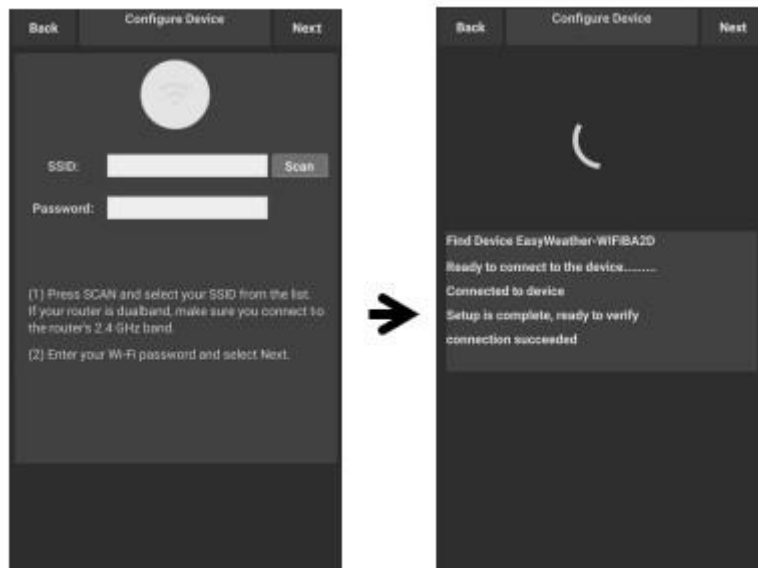 Back Configure Device Next
SSID: Scan
Password:
(1) Press SCAN and select your SSID from the list.
If your router is dualband, make sure you connect to
the router's 2.4 GHz band.
(2) Enter your Wi-Fi password and select Next.
Back Configure Device Next
Find Device EasyWeather-WIFIBA2D
Ready to connect to the device.........
Connected to device
Setup is complete, ready to verify
connection succeeded